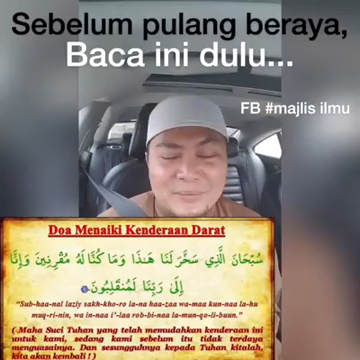 Sebelum pulang beraya,
Baca ini dulu...
FB #majlis ilmu
Doa Menaiki Kenderaan Darat
سُبْحَانَ الَّذِي سَخَّرَ لَنَا هَٰذَا وَمَا كُنَّا لَهُ مُقْرِنِينَ وَإِنَّا
إِلَىٰ رَبِّنَا لَمُنْقَلِبُونَ
"Sub-haa-nal laziy sakh-kho-ro la-na haa-zaa wa-maa kun-naa la-hu
muq-ri-nin, wa in-naa i'-laa rob-bi-naa la-mun-qo-li-buun."
( Maha Suci Tuhan yang telah memudahkan kenderaan ini
untuk kami, sedang kami sebelum itu tidak terdaya
menguasainya. Dan sesungguhnya kepada Tuhan kitalah,
kita akan kembali ! )